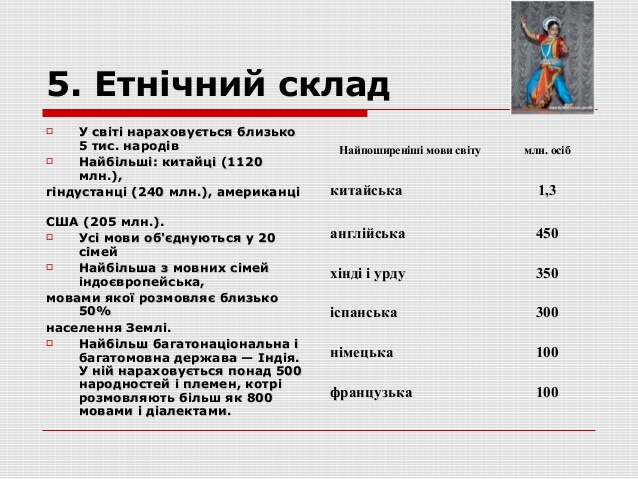 5. Етнічний склад
У світі нараховується близько
5 тис. народів
Найбільші: китайці (1120
млн.),
гіндустанці (240 млн.), американці
США (205 млн.).
Усі мови об'єднуються у 20
сімей
Найбільша з мовних сімей
індоєвропейська,
мовами якої розмовляє близько
50%
населення Землі.
Найбільш багатонаціональна і
багатомовна держава — Індія.
У ній нараховується понад 500
народностей і племен, котрі
розмовляють більш як 800
мовами і діалектами.
Найпоширеніші мови світу млн. осіб
китайська 1,3
англійська 450
хінді і урду 350
іспанська 300
німецька 100
французька 100